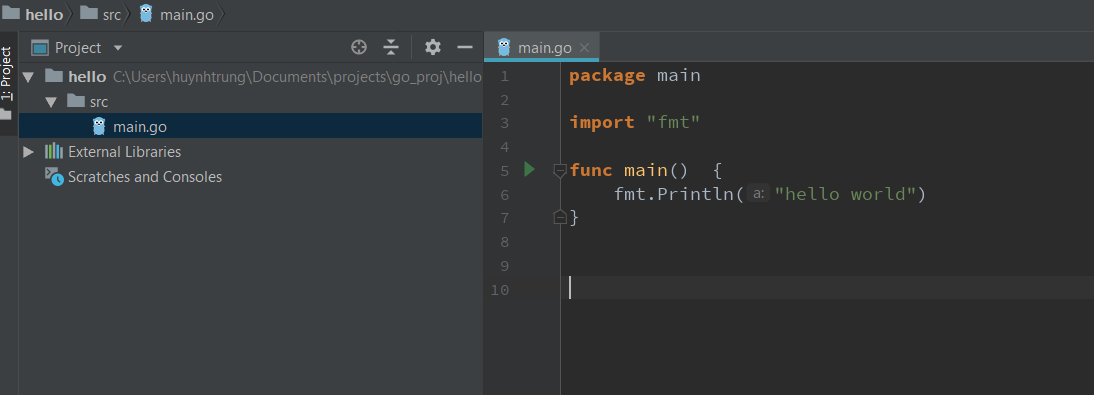 hello src main.go
1: Project
Project
hello C:\Users\huynhtrung\Documents\projects\go_proj\hello
src
main.go
External Libraries
Scratches and Consoles
main.go
1 package main
2
3 import "fmt"
4
5 func main()  {
6     fmt.Println( a: "hello world")
7 }
8
9
10